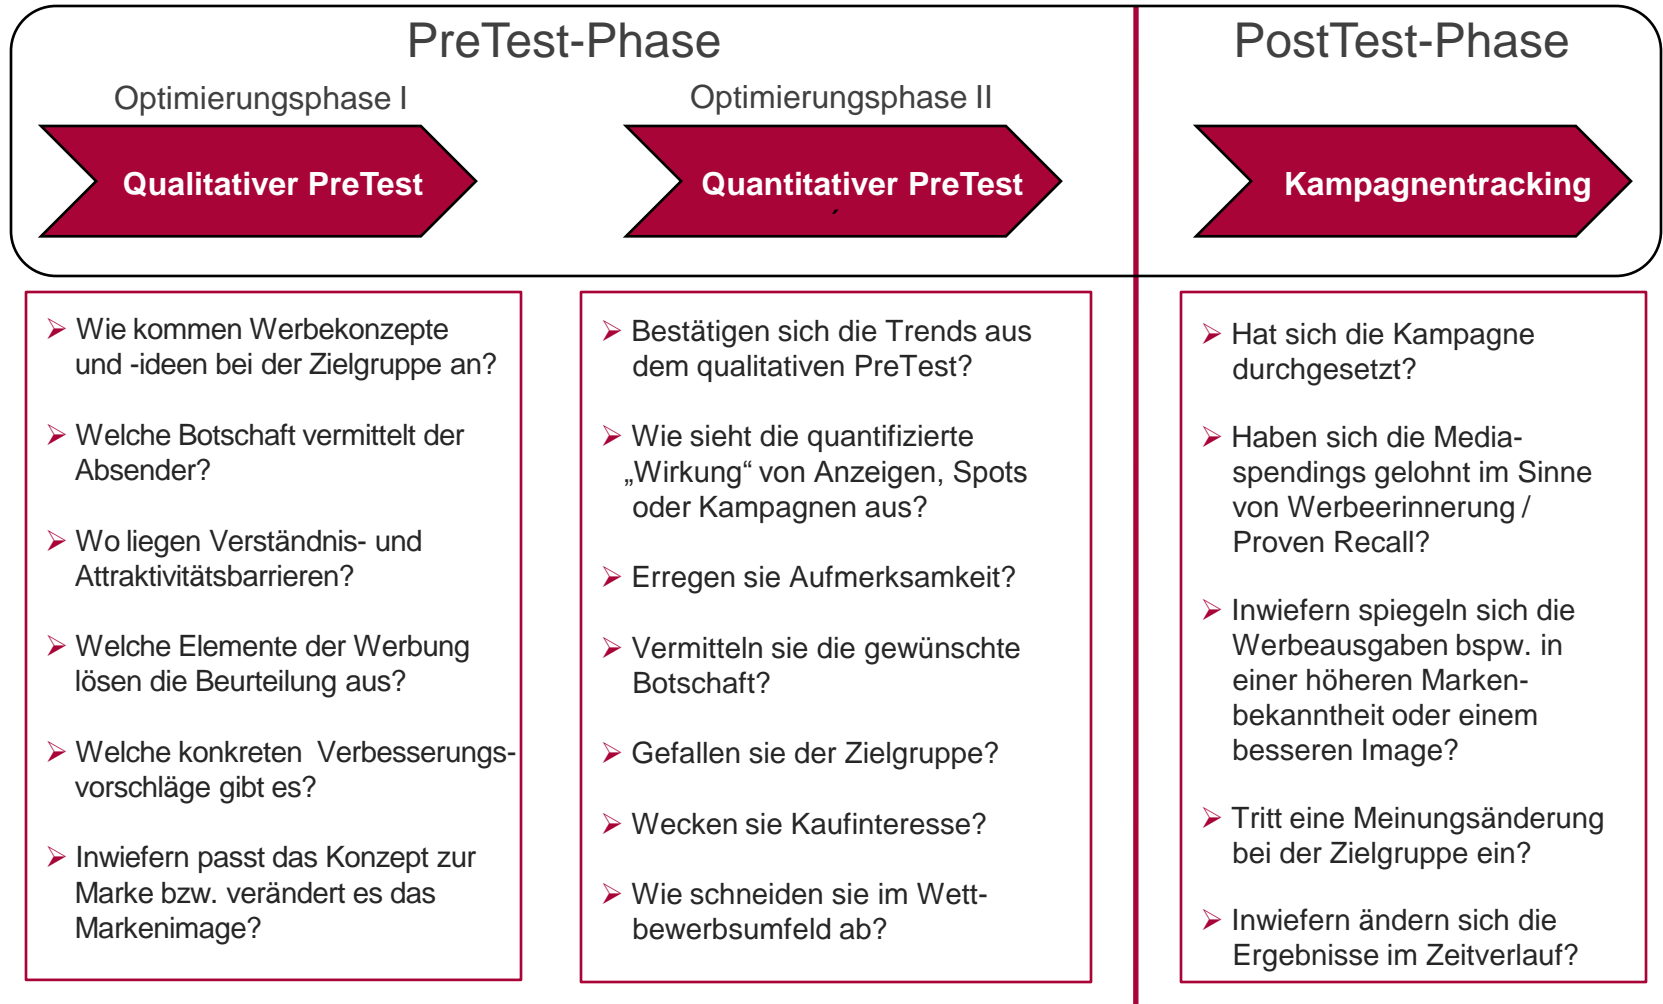 PreTest-Phase
PostTest-Phase
Optimierungsphase I
Optimierungsphase II
Qualitativer PreTest
Quantitativer PreTest
Kampagnentracking
Wie kommen Werbekonzepte
und -ideen bei der Zielgruppe an?
Welche Botschaft vermittelt der
Absender?
Wo liegen Verständnis- und
Attraktivitätsbarrieren?
Welche Elemente der Werbung
lösen die Beurteilung aus?
Welche konkreten Verbesserungs-
vorschläge gibt es?
Inwiefern passt das Konzept zur
Marke bzw. verändert es das
Markenimage?
Bestätigen sich die Trends aus
dem qualitativen PreTest?
Wie sieht die quantifizierte
„Wirkung“ von Anzeigen, Spots
oder Kampagnen aus?
Erregen sie Aufmerksamkeit?
Vermitteln sie die gewünschte
Botschaft?
Gefallen sie der Zielgruppe?
Wecken sie Kaufinteresse?
Wie schneiden sie im Wett-
bewerbsumfeld ab?
Hat sich die Kampagne
durchgesetzt?
Haben sich die Media-
spendings gelohnt im Sinne
von Werbeerinnerung /
Proven Recall?
Inwiefern spiegeln sich die
Werbeausgaben bspw. in
einer höheren Marken-
bekanntheit oder einem
besseren Image?
Tritt eine Meinungsänderung
bei der Zielgruppe ein?
Inwiefern ändern sich die
Ergebnisse im Zeitverlauf?